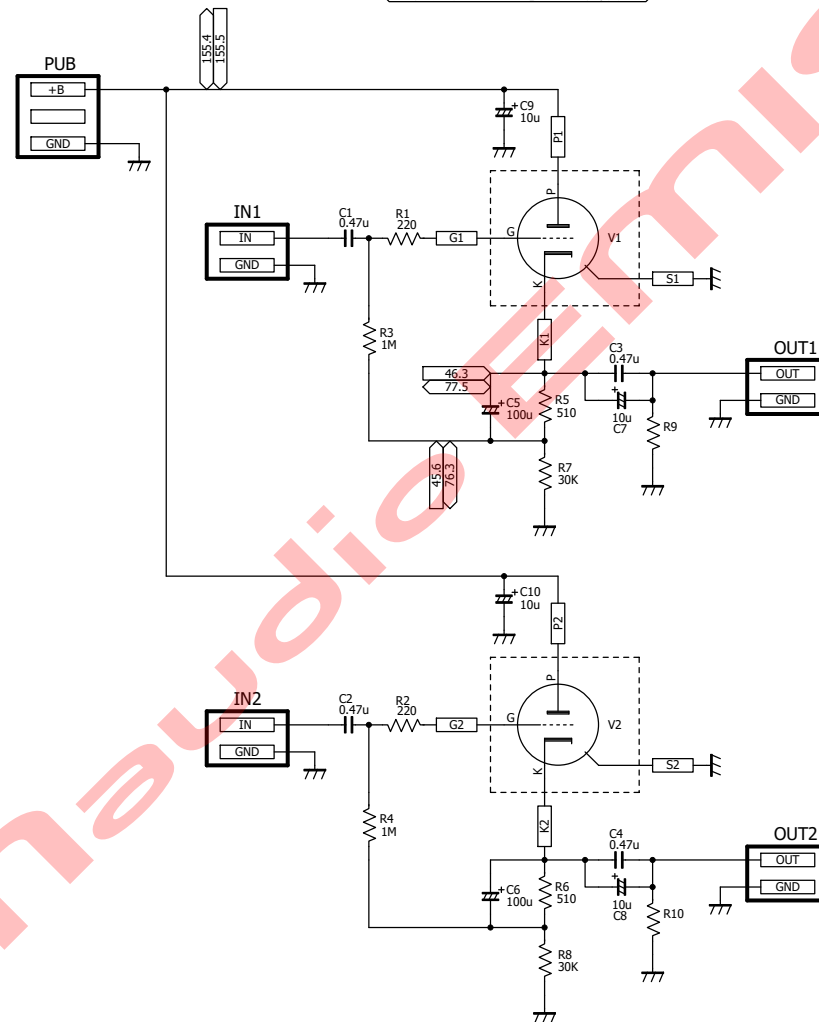 155.4
155.5
PUB
+B
GND
+C9
10u
P1
P
IN1
IN
GND
C1
0.47u
R1
220
G1
G
V1
K
S1
R3
1M
K1
46.3
77.5
+C5
100u
R5
510
C3
0.47u
+
10u
C7
R9
OUT1
OUT
GND
45.6
76.3
R7
30K
+C10
10u
P2
P
IN2
IN
GND
C2
0.47u
R2
220
G2
G
V2
K
S2
R4
1M
K2
+C6
100u
R6
510
C4
0.47u
+
10u
C8
R10
OUT2
OUT
GND
R8
30K
naudio Emis